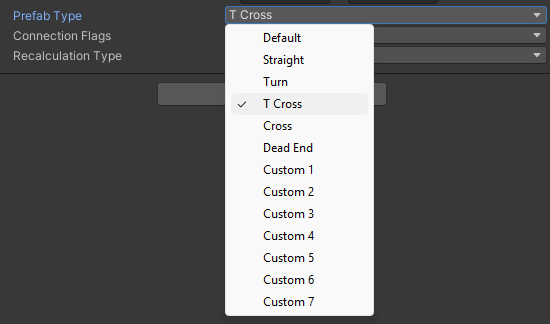 Prefab Type T Cross
Connection Flags
Recalculation Type
Default
Straight
Turn
T Cross
Cross
Dead End
Custom 1
Custom 2
Custom 3
Custom 4
Custom 5
Custom 6
Custom 7